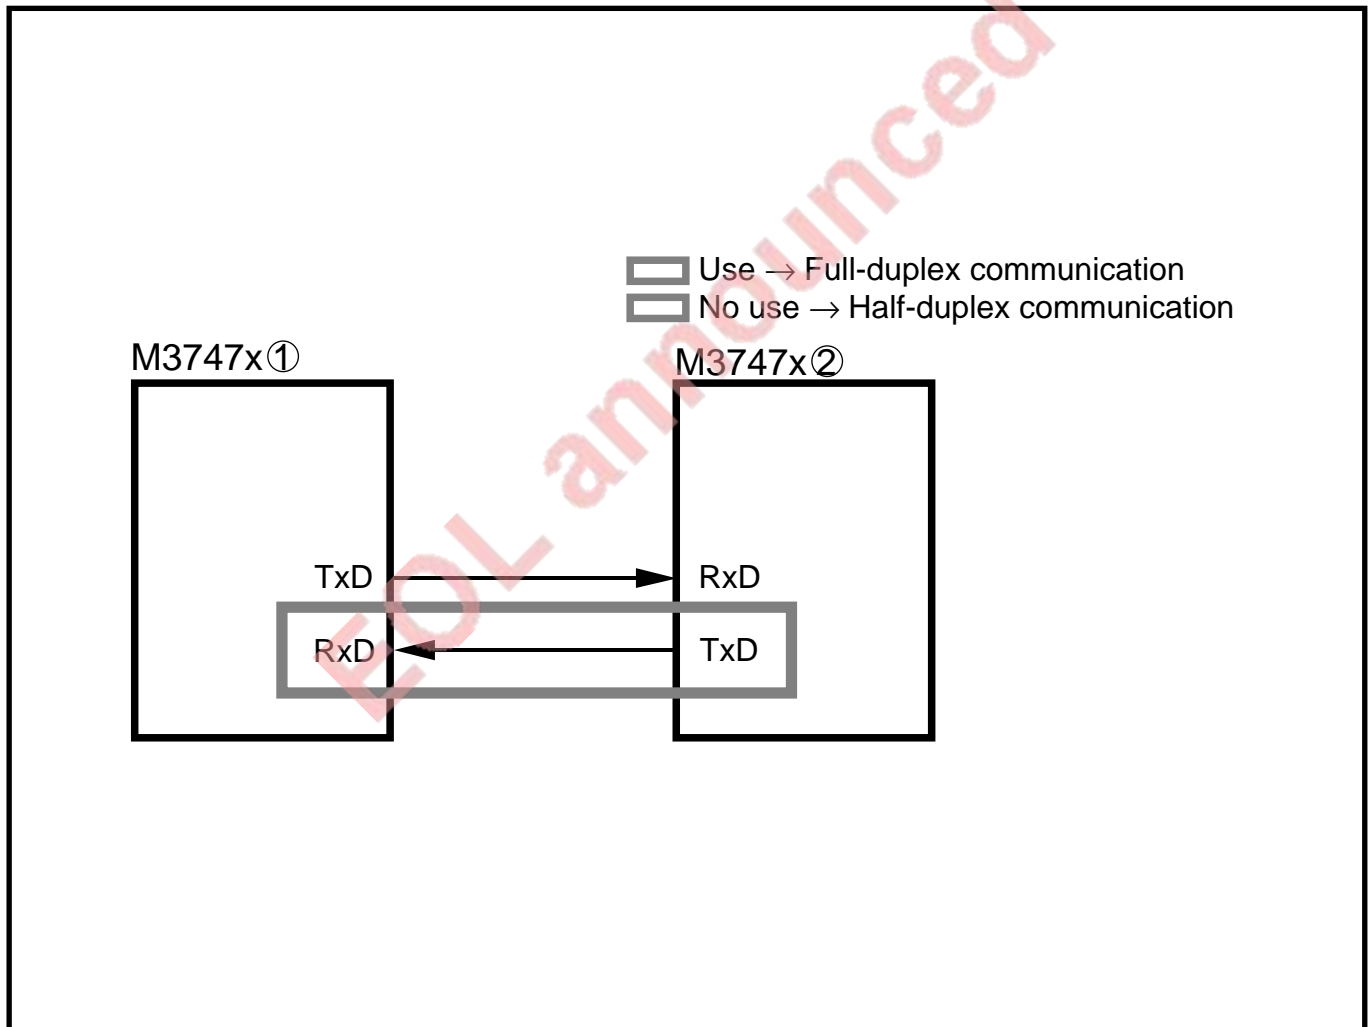 Use → Full-duplex communication
No use → Half-duplex communication
M3747x①
M3747x②
TxD
RxD
RxD
TxD
EOL announced